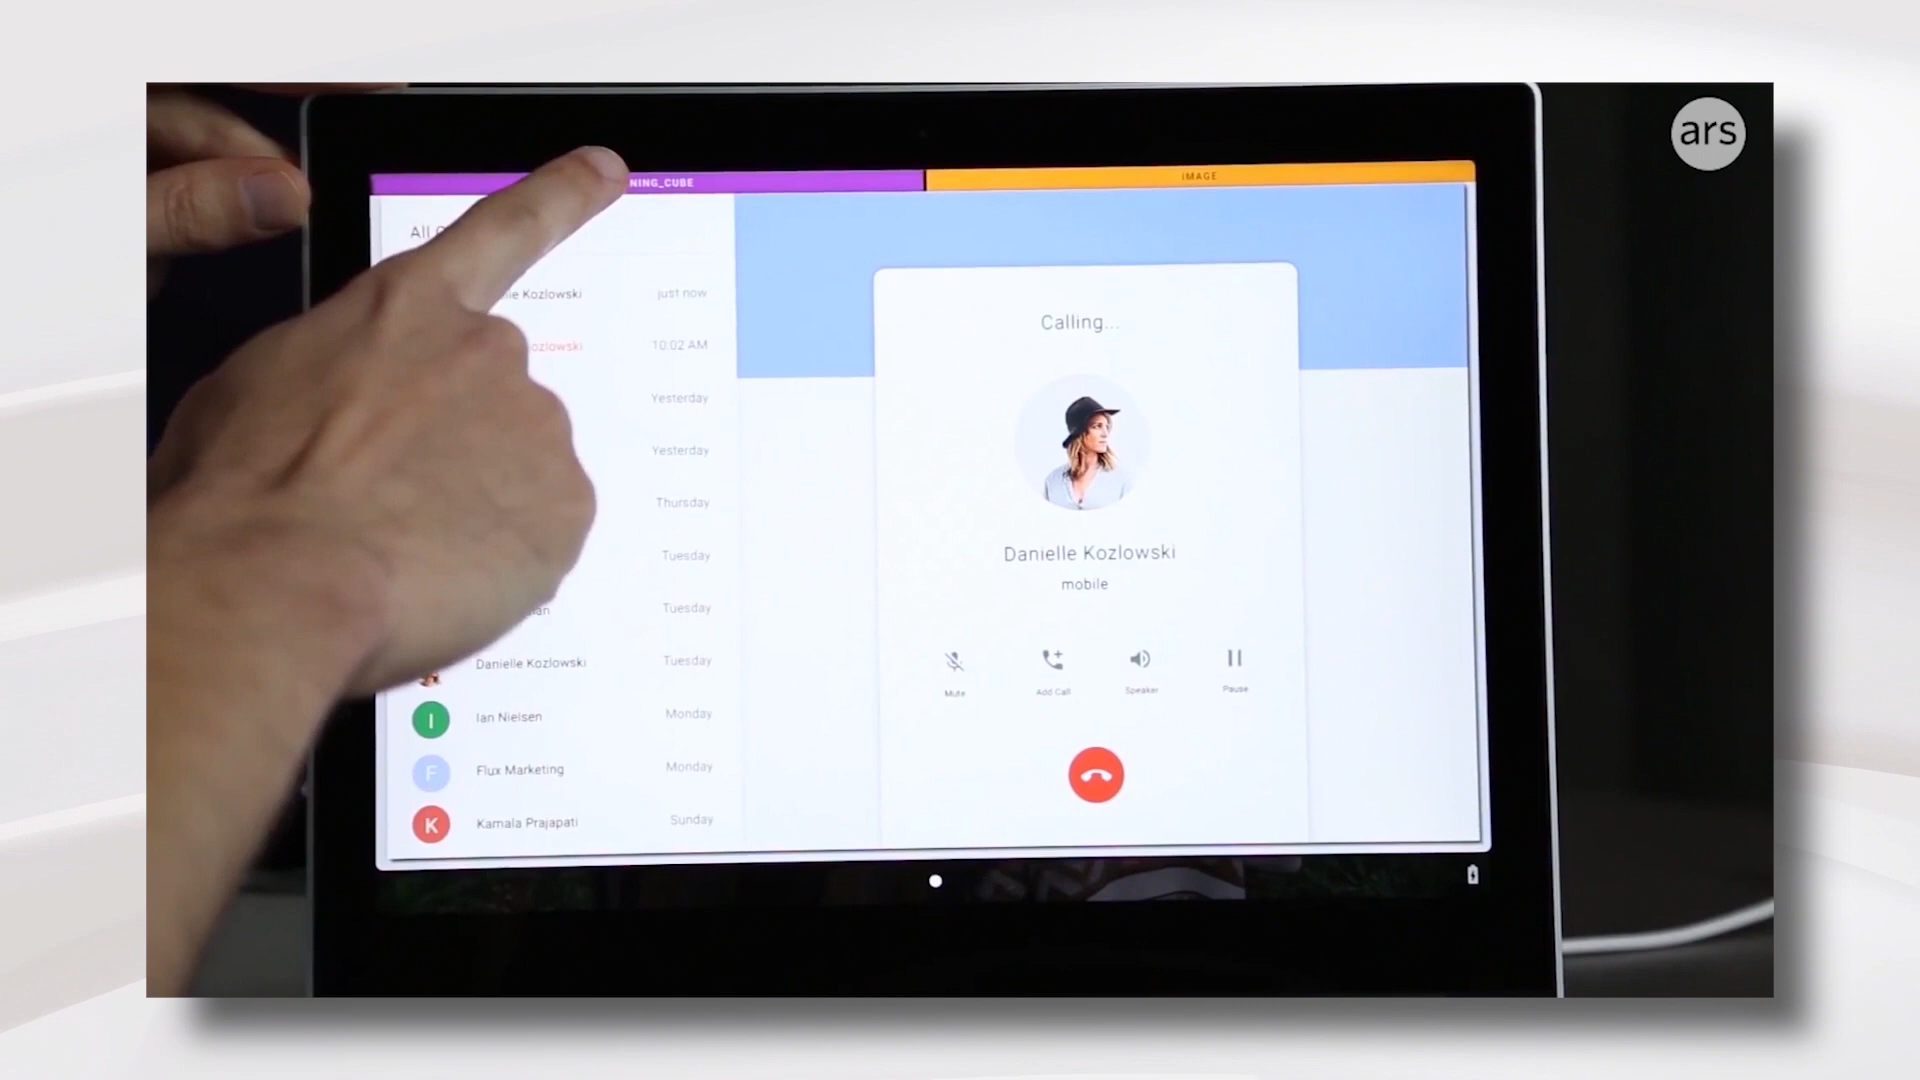 ars
NING_CUBE
IMAGE
All
Kozlowski
just now
10:02 AM
Yesterday
Yesterday
Thursday
Tuesday
Tuesday
Danielle Kozlowski
Tuesday
I
Ian Nielsen
Monday
F
Flux Marketing
Monday
K
Kamala Prajapati
Sunday
Calling...
Danielle Kozlowski
mobile
Mute
Add Call
Speaker
Pause